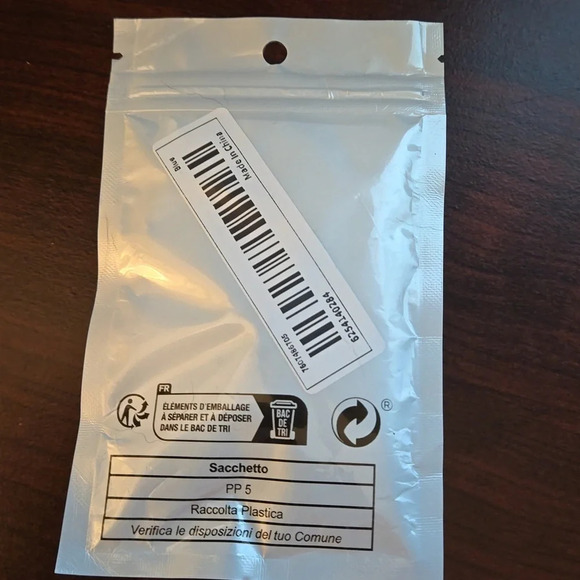 Blue
Made In China
760T466T05
6254140284
FR
ÉLÉMENTS D'EMBALLAGE
À SÉPARER ET À DÉPOSER
DANS LE BAC DE TRI
BAC
DE
TRI
®
Sacchetto
PP 5
Raccolta Plastica
Verifica le disposizioni del tuo Comune